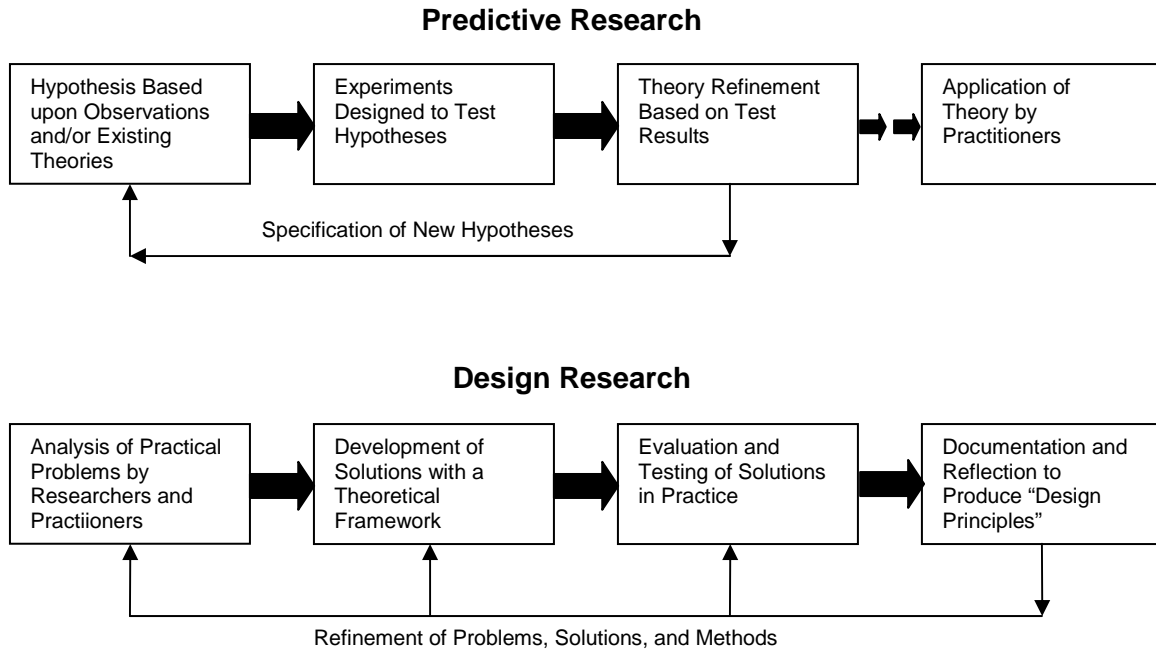 Predictive Research
Hypothesis Based
upon Observations
and/or Existing
Theories
Experiments
Designed to Test
Hypotheses
Theory Refinement
Based on Test
Results
Application of
Theory by
Practitioners
Specification of New Hypotheses
Design Research
Analysis of Practical
Problems by
Researchers and
Practiioners
Development of
Solutions with a
Theoretical
Framework
Evaluation and
Testing of Solutions
in Practice
Documentation and
Reflection to
Produce “Design
Principles”
Refinement of Problems, Solutions, and Methods